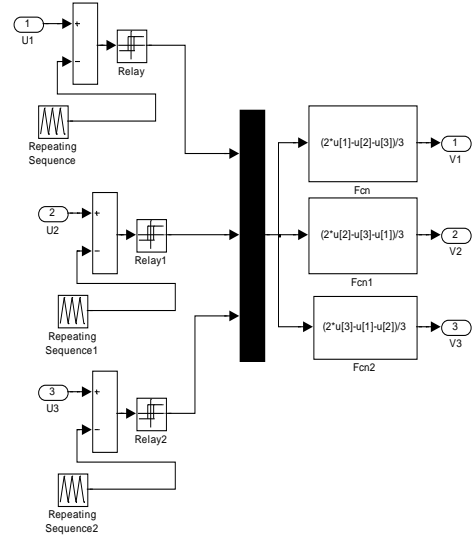 1
U1
+
−
Relay
Repeating
Sequence
2
U2
+
−
Relay1
Repeating
Sequence1
3
U3
+
−
Relay2
Repeating
Sequence2
(2*u[1]-u[2]-u[3])/3
Fcn
1
V1
(2*u[2]-u[3]-u[1])/3
Fcn1
2
V2
(2*u[3]-u[1]-u[2])/3
Fcn2
3
V3